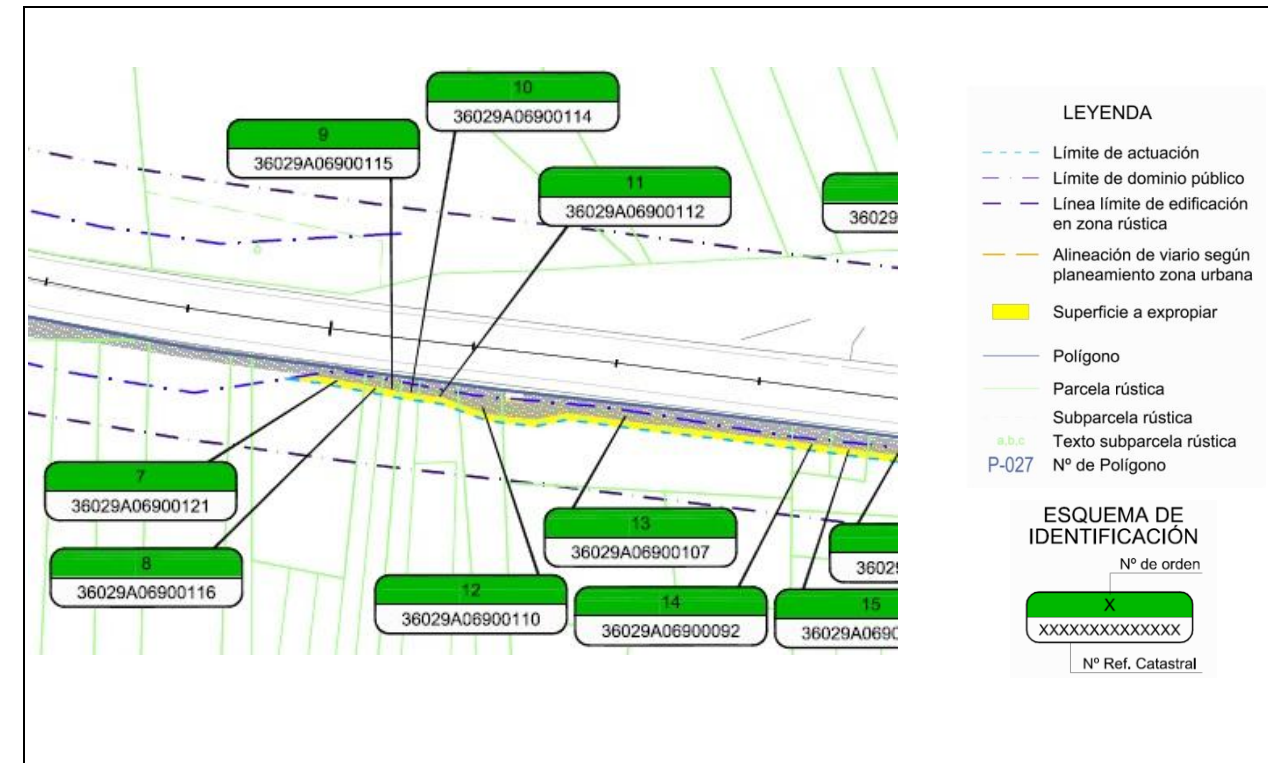 10
36029A06900114
9
36029A06900115
11
36029A06900112
36029
a
7
36029A06900121
8
36029A06900116
13
36029A06900107
12
36029A06900110
14
36029A06900092
15
36029A0690
3602
LEYENDA
Límite de actuación
Límite de dominio público
Línea límite de edificación
en zona rústica
Alineación de viario según
planeamiento zona urbana
Superficie a expropiar
Polígono
Parcela rústica
Subparcela rústica
a,b,c Texto subparcela rústica
P-027 Nº de Polígono
ESQUEMA DE
IDENTIFICACIÓN
Nº de orden
X
XXXXXXXXXXXXXX
Nº Ref. Catastral